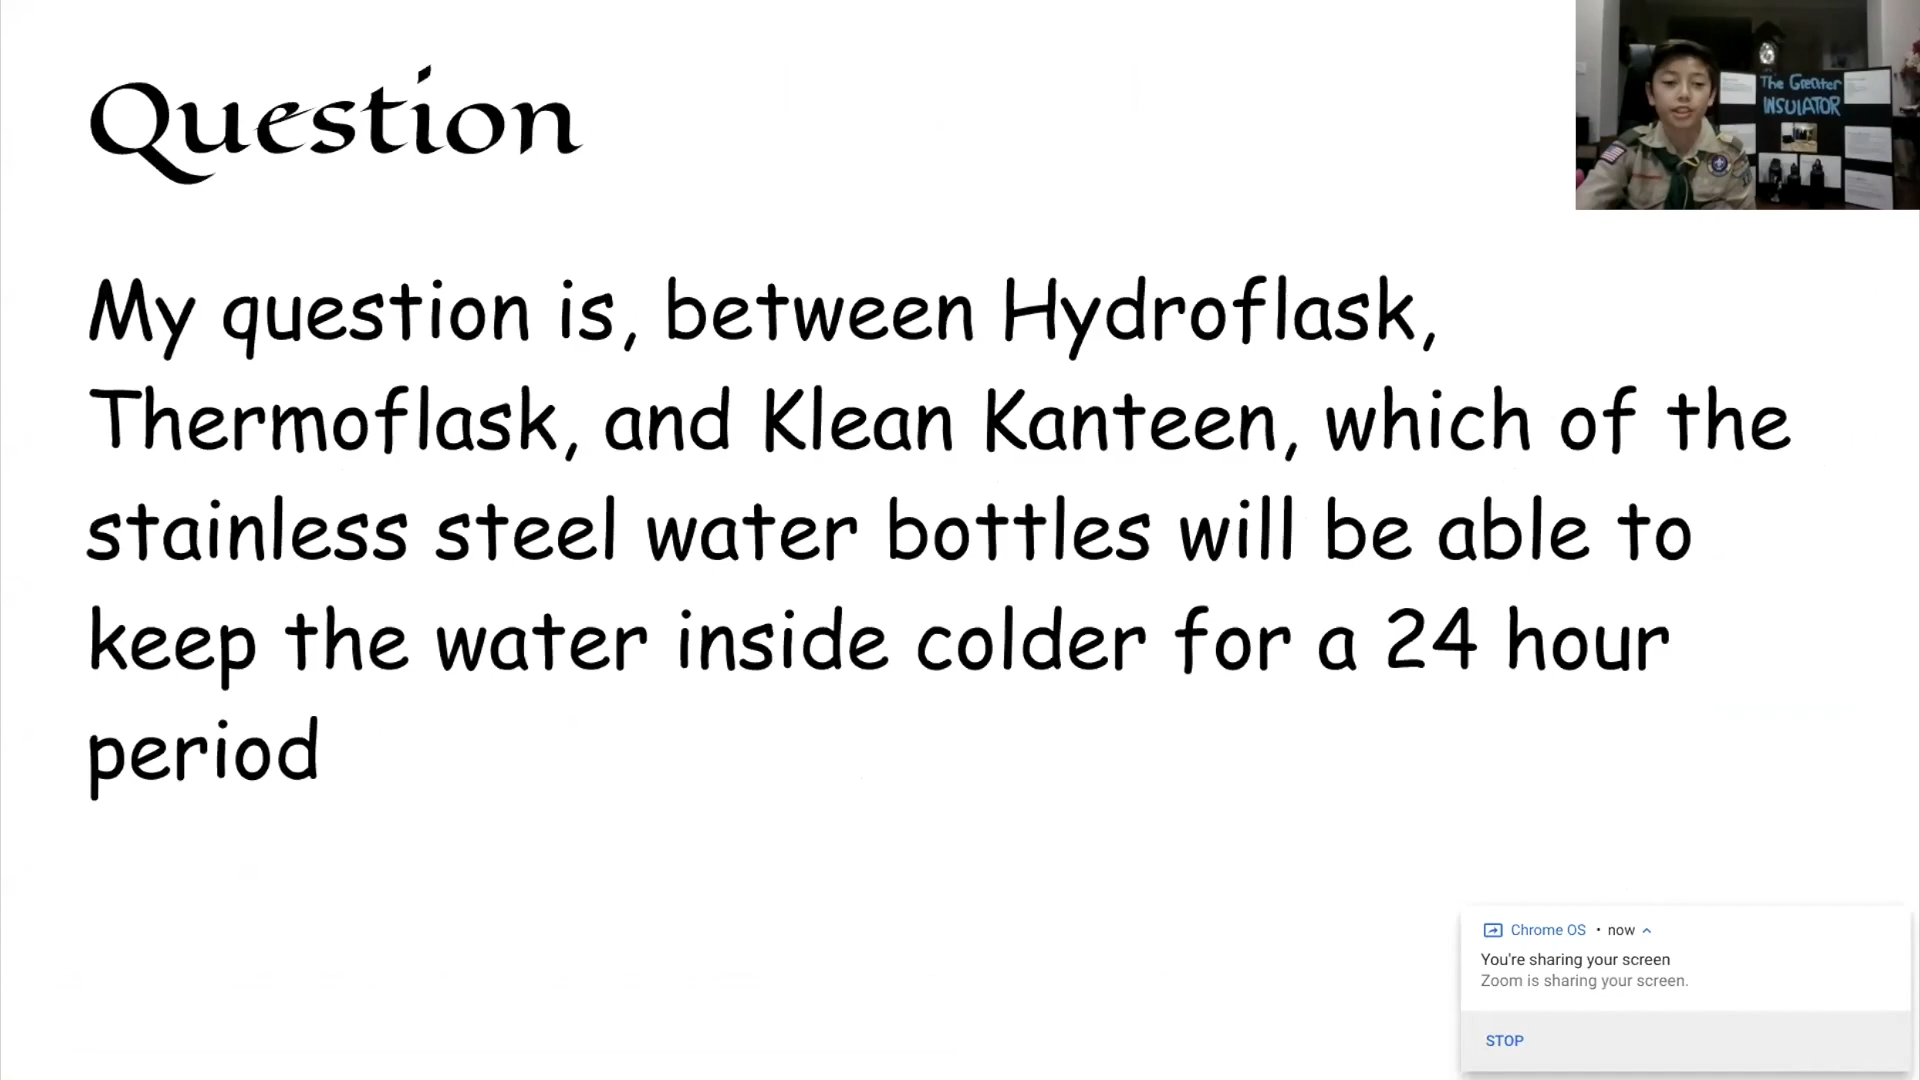 Question
The Greater
INSULATOR
My question is, between Hydroflask,
Thermoflask, and Klean Kanteen, which of the
stainless steel water bottles will be able to
keep the water inside colder for a 24 hour
period
Chrome OS • now
You're sharing your screen
Zoom is sharing your screen.
STOP